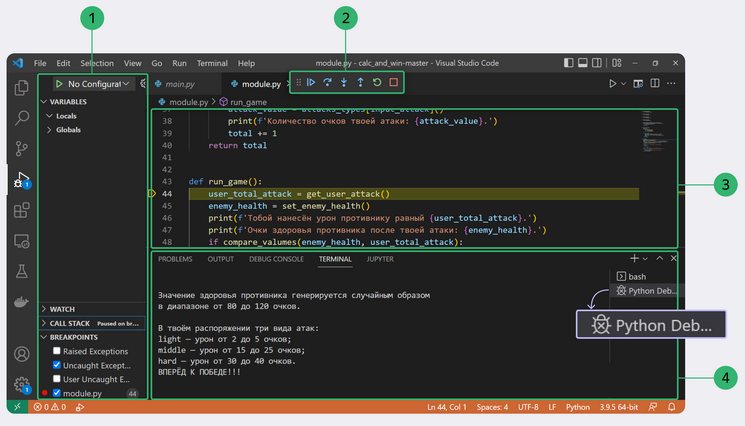 1
2
File Edit Selection View Go Run Terminal Help
module.py - calc_and_win-master - Visual Studio Code
No Configurat
main.py
module.py
module.py > run_game
VARIABLES
Locals
Globals
attack_value = attacks_types[input_attack]()
38 print(f'Количество очков твоей атаки: {attack_value}.')
39 total += 1
40 return total
41
42
43 def run_game():
44 user_total_attack = get_user_attack()
45 enemy_health = set_enemy_health()
46 print(f'Тобой нанесён урон противнику равный {user_total_attack}.')
47 print(f'Очки здоровья противника после твоей атаки: {enemy_health}.')
48 if compare_valumes(enemy_health, user_total_attack):
3
PROBLEMS OUTPUT DEBUG CONSOLE TERMINAL JUPYTER
bash
Python Deb...
Python Deb...
Значение здоровья противника генерируется случайным образом
в диапазоне от 80 до 120 очков.
В твоём распоряжении три вида атак:
light — урон от 2 до 5 очков;
middle — урон от 15 до 25 очков;
hard — урон от 30 до 40 очков.
ВПЕРЁД К ПОБЕДЕ!!!
4
WATCH
CALL STACK Paused on br...
BREAKPOINTS
Raised Exceptions
Uncaught Except...
User Uncaught E...
module.py 44
1
1
0 0
Ln 44, Col 1 Spaces: 4 UTF-8 LF Python 3.9.5 64-bit